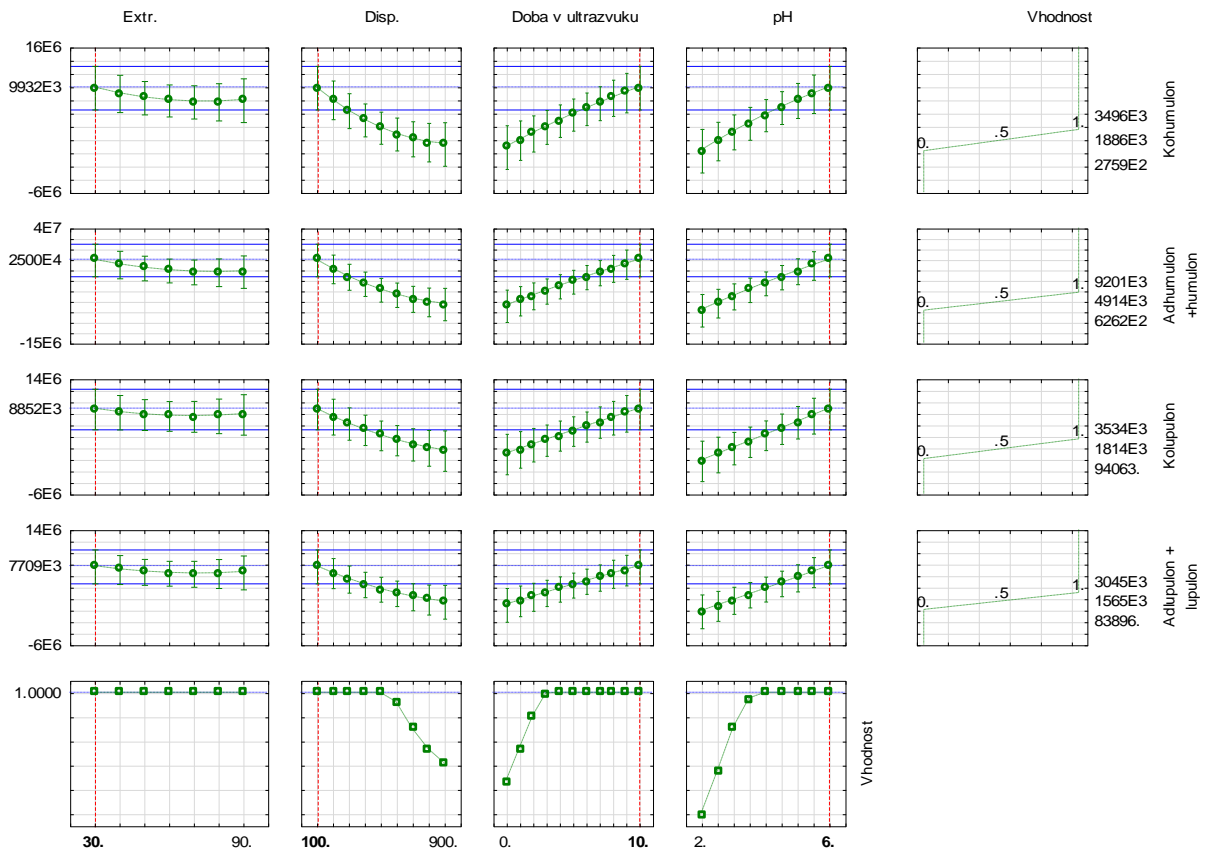 Extr. Disp. Doba v ultrazvuku pH Vhodnost
16E6
9932E3
-6E6
0. .5 1.
3496E3
1886E3
2759E2
Kohumulon
4E7
2500E4
-15E6
0. .5 1.
9201E3
4914E3
6262E2
Adhumulon
+humulon
14E6
8852E3
-6E6
0. .5 1.
3534E3
1814E3
94063.
Kolupulon
14E6
7709E3
-6E6
0. .5 1.
3045E3
1565E3
83896.
Adlupulon +
lupulon
1.0000
Vhodnost
30. 90. 100. 900. 0. 10. 2. 6.